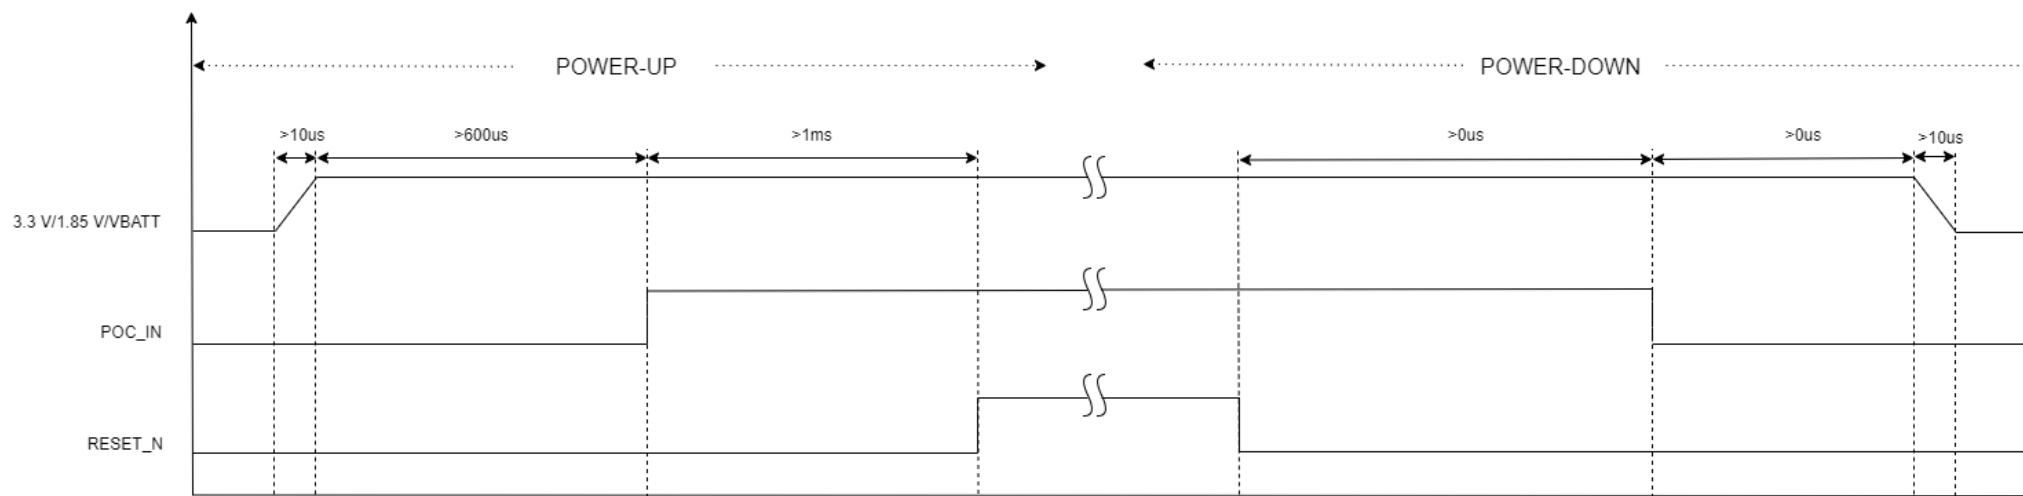 POWER-UP
POWER-DOWN
>10us
>600us
>1ms
>0us
>0us
>10us
3.3 V/1.85 V/VBATT
POC_IN
RESET_N